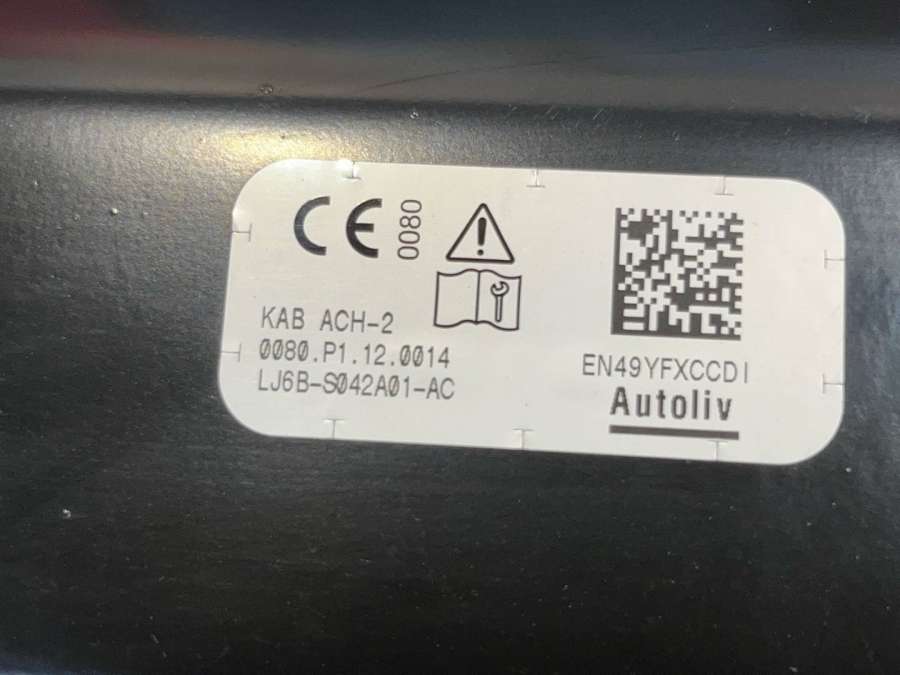 CE 0080
KAB ACH-2
0080.P1.12.0014
LJ6B-S042A01-AC
EN49YFXCCDI
Autoliv